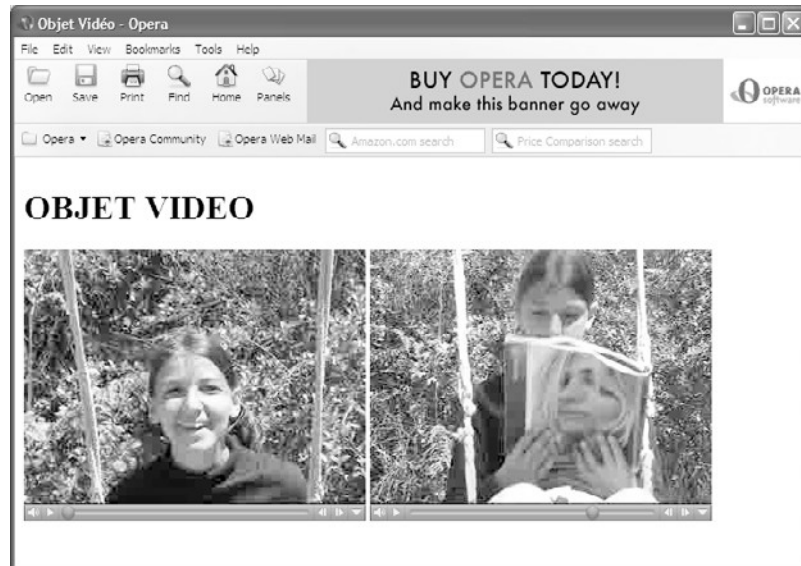 Objet Vidéo - Opera
File Edit View Bookmarks Tools Help
BUY OPERA TODAY!
And make this banner go away
OPERA
software
Open Save Print Find Home Panels
Opera Opera Community Opera Web Mail Amazon.com search Price Comparison search
OBJET VIDEO